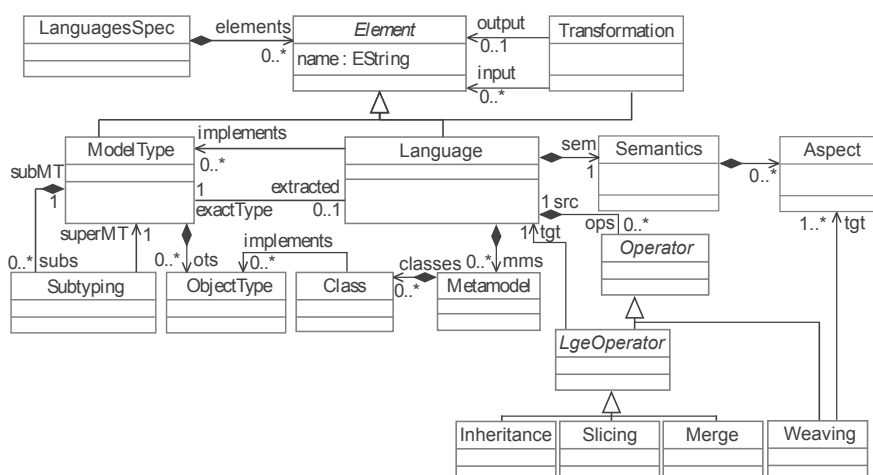 LanguagesSpec
elements
0..*
Element
name : EString
output
0..1
input
0..*
Transformation
ModelType
implements
0..*
Language
sem
1
Semantics
0..*
Aspect
subMT
1
1
exactType
extracted
0..1
1 src
ops
0..*
1
tgt
1..*
tgt
Operator
superMT
1
0..*
subs
0..*
ots
implements
0..*
classes
0..*
0..*
mms
Subtyping
ObjectType
Class
Metamodel
LgeOperator
Inheritance
Slicing
Merge
Weaving